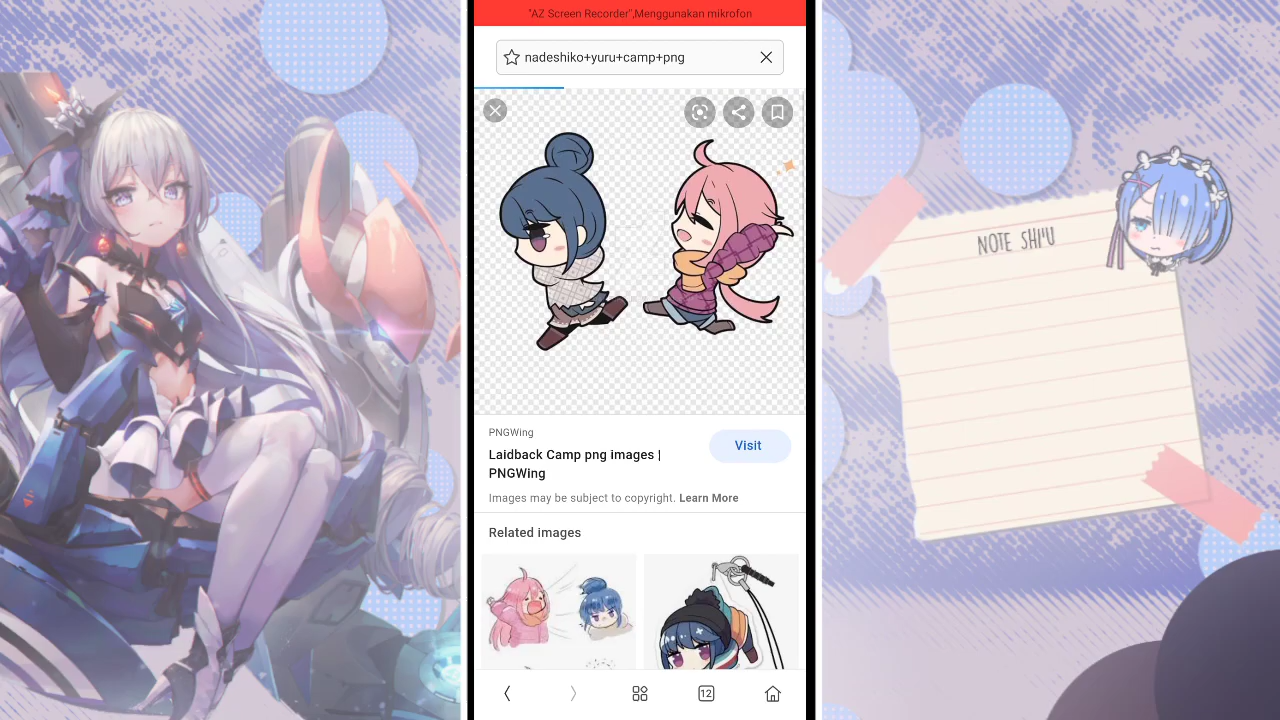 "AZ Screen Recorder",Menggunakan mikrofon
nadeshiko+yuru+camp+png
NOTE SHI'U
PNGWing
Visit
Laidback Camp png images |
PNGWing
Images may be subject to copyright. Learn More
Related images
12